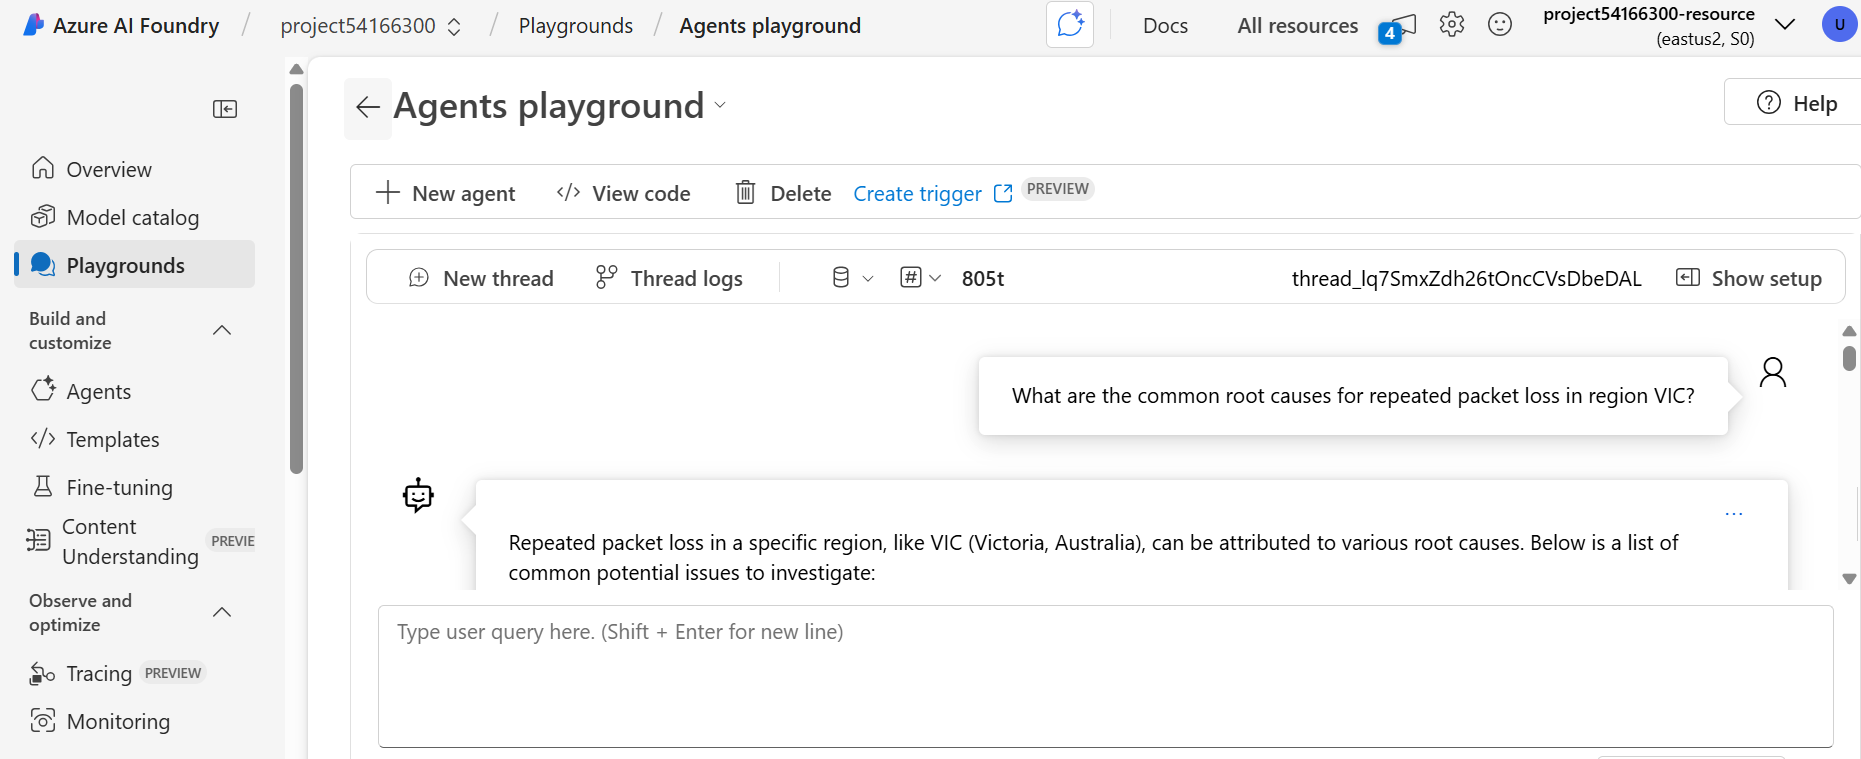 Azure AI Foundry / project54166300 / Playgrounds / Agents playground Docs All resources 4 project54166300-resource
(eastus2, S0) U
Agents playground
Help
Overview
Model catalog
Playgrounds
Build and
customize
Agents
Templates
Fine-tuning
Content
Understanding PREVIE
Observe and
optimize
Tracing PREVIEW
Monitoring
New agent </> View code Delete Create trigger PREVIEW
New thread Thread logs 805t thread_lq7SmxZdh26tOncCVsDbeDAL Show setup
What are the common root causes for repeated packet loss in region VIC?
...
Repeated packet loss in a specific region, like VIC (Victoria, Australia), can be attributed to various root causes. Below is a list of
common potential issues to investigate:
Type user query here. (Shift + Enter for new line)